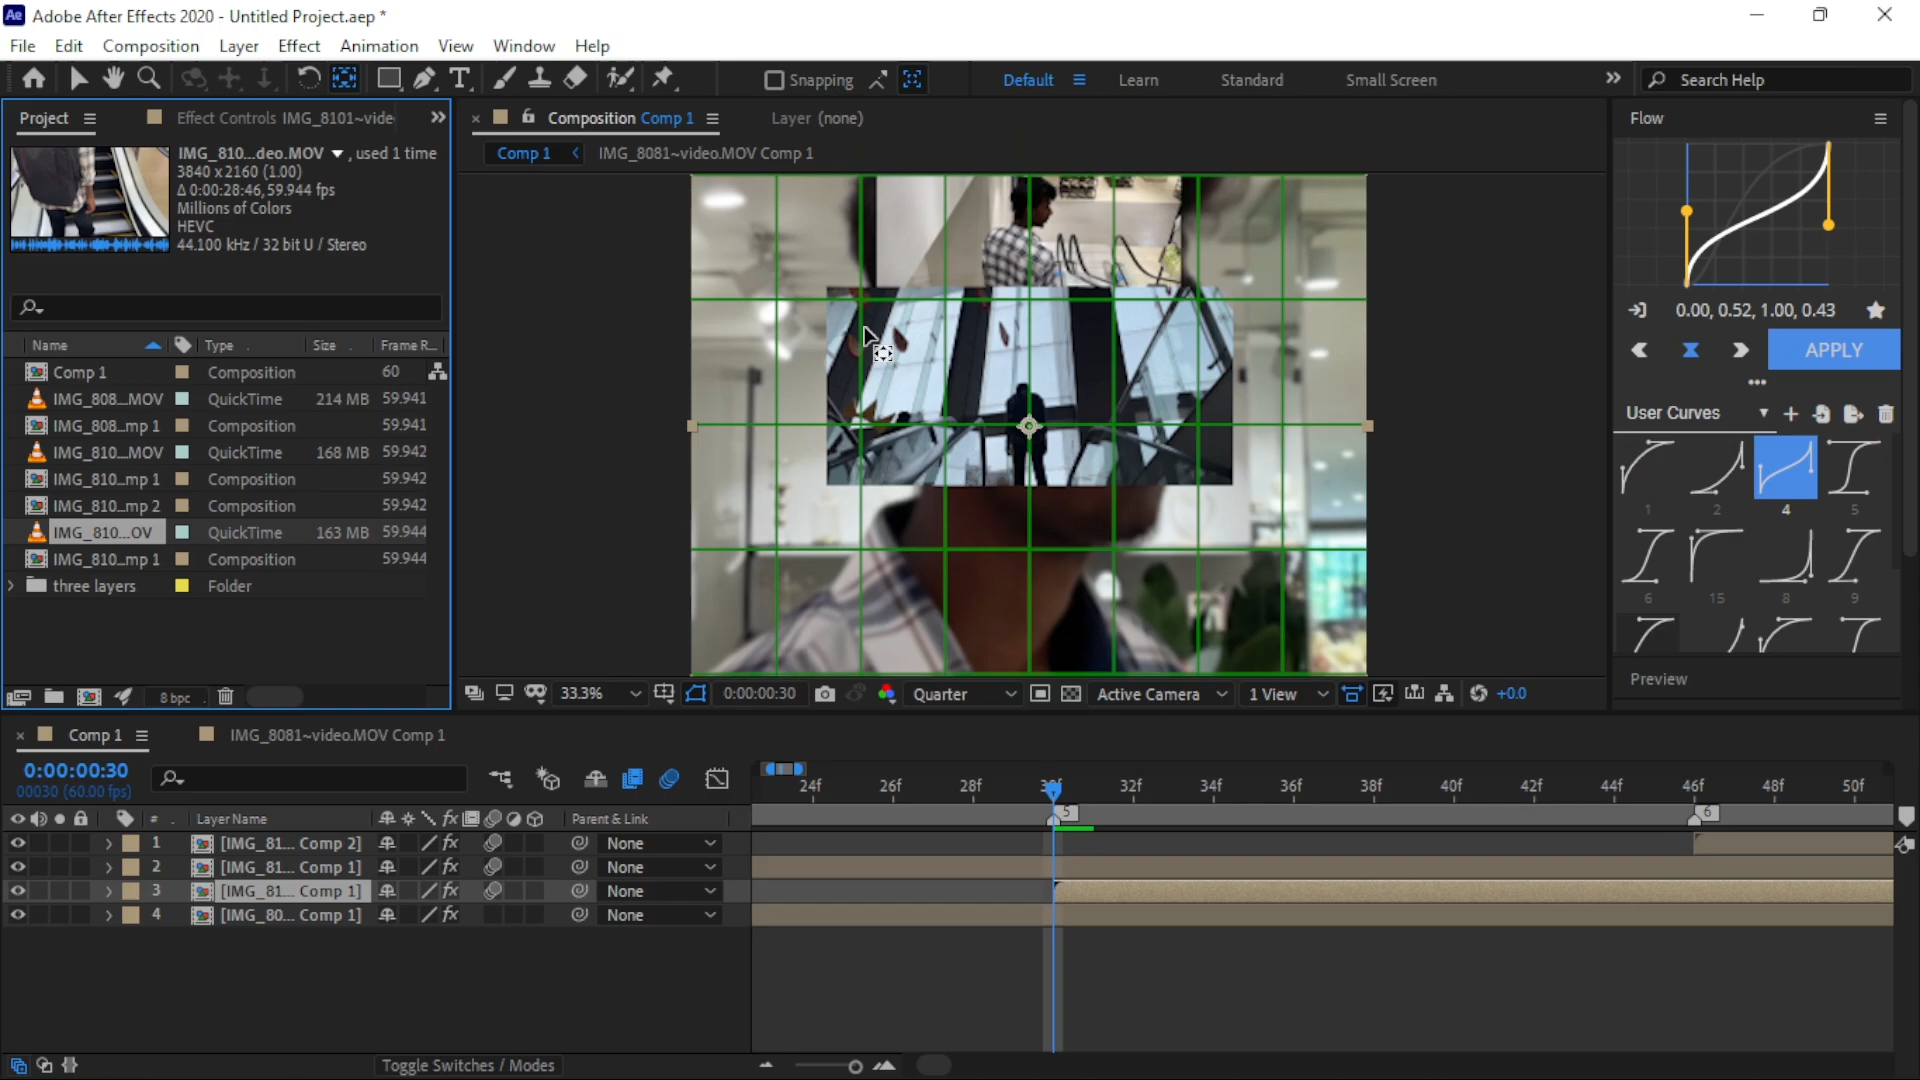 Ae Adobe After Effects 2020 - Untitled Project.aep *
File Edit Composition Layer Effect Animation View Window Help
Snapping Default Learn Standard Small Screen Search Help
Project Effect Controls IMG_8101~vide
Composition Comp 1 Layer (none)
Flow
Comp 1 IMG_8081~video.MOV Comp 1
IMG_810...deo.MOV , used 1 time
3840 x 2160 (1.00)
Δ 0:00:28:46, 59.944 fps
Millions of Colors
HEVC
44.100 kHz / 32 bit U / Stereo
0.00, 0.52, 1.00, 0.43
APPLY
User Curves
1 2 4 5
6 15 8 9
Preview
Name Type Size Frame R...
Comp 1 Composition 60
IMG_808...MOV QuickTime 214 MB 59.941
IMG_808...mp 1 Composition 59.941
IMG_810...MOV QuickTime 168 MB 59.942
IMG_810...mp 1 Composition 59.942
IMG_810...mp 2 Composition 59.942
IMG_810...OV QuickTime 163 MB 59.944
IMG_810...mp 1 Composition 59.944
three layers Folder
8 bpc
33.3% 0:00:00:30 Quarter Active Camera 1 View +0.0
Comp 1 IMG_8081~video.MOV Comp 1
0:00:00:30
00030 (60.00 fps)
24f 26f 28f 32f 34f 36f 38f 40f 42f 44f 46f 48f 50f
5 6
# Layer Name Parent & Link
1 [IMG_81... Comp 2] None
2 [IMG_81... Comp 1] None
3 [IMG_81... Comp 1] None
4 [IMG_80... Comp 1] None
Toggle Switches / Modes